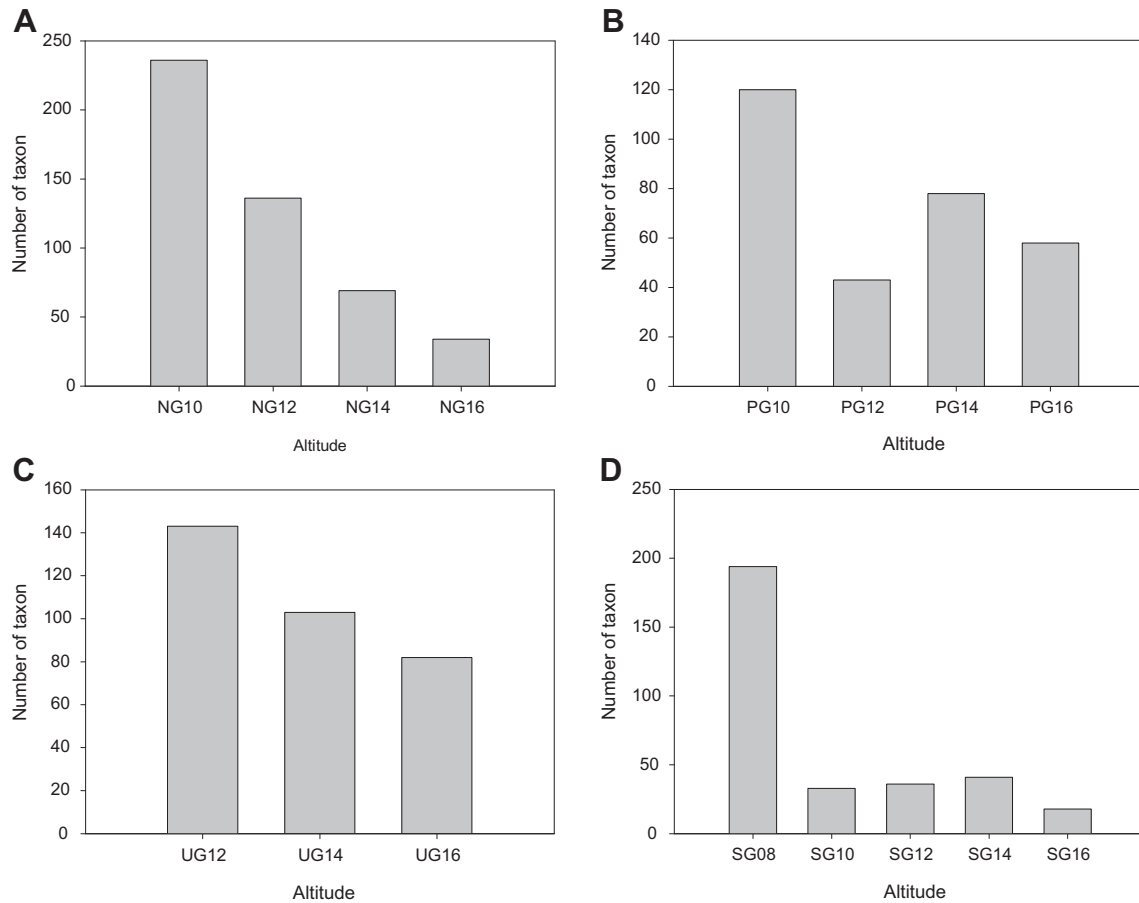 A
250
200
150
100
50
0
Number of taxon
NG10 NG12 NG14 NG16
Altitude
B
140
120
100
80
60
40
20
0
Number of taxon
PG10 PG12 PG14 PG16
Altitude
C
160
140
120
100
80
60
40
20
0
Number of taxon
UG12 UG14 UG16
Altitude
D
250
200
150
100
50
0
Number of taxon
SG08 SG10 SG12 SG14 SG16
Altitude